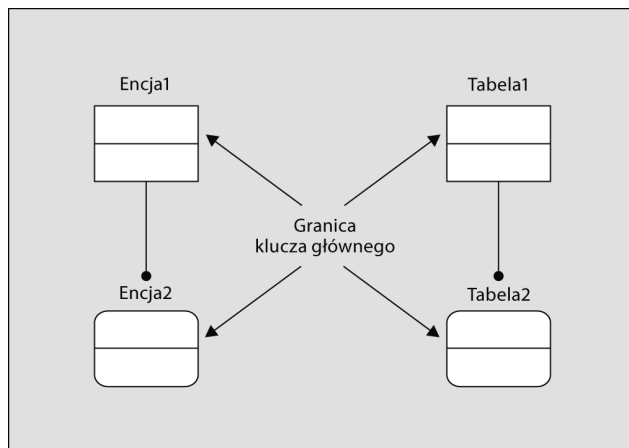 Encja1
Tabela1
Granica
klucza głównego
Encja2
Tabela2